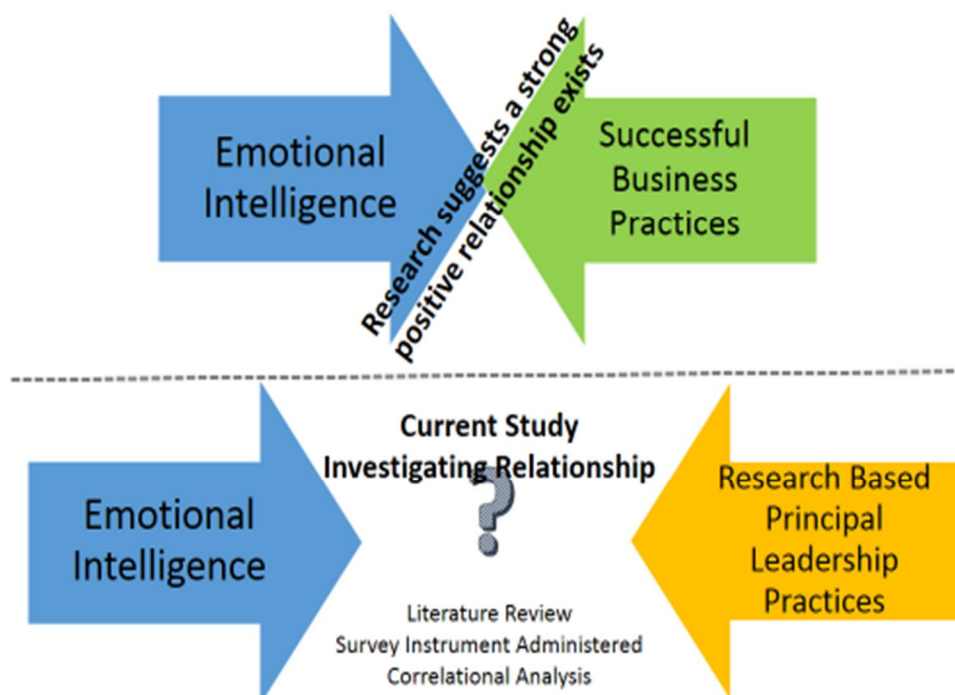 Emotional
Intelligence
Research suggests a strong
positive relationship exists
Successful
Business
Practices
Emotional
Intelligence
Current Study
Investigating Relationship
?
Literature Review
Survey Instrument Administered
Correlational Analysis
Research Based
Principal
Leadership
Practices